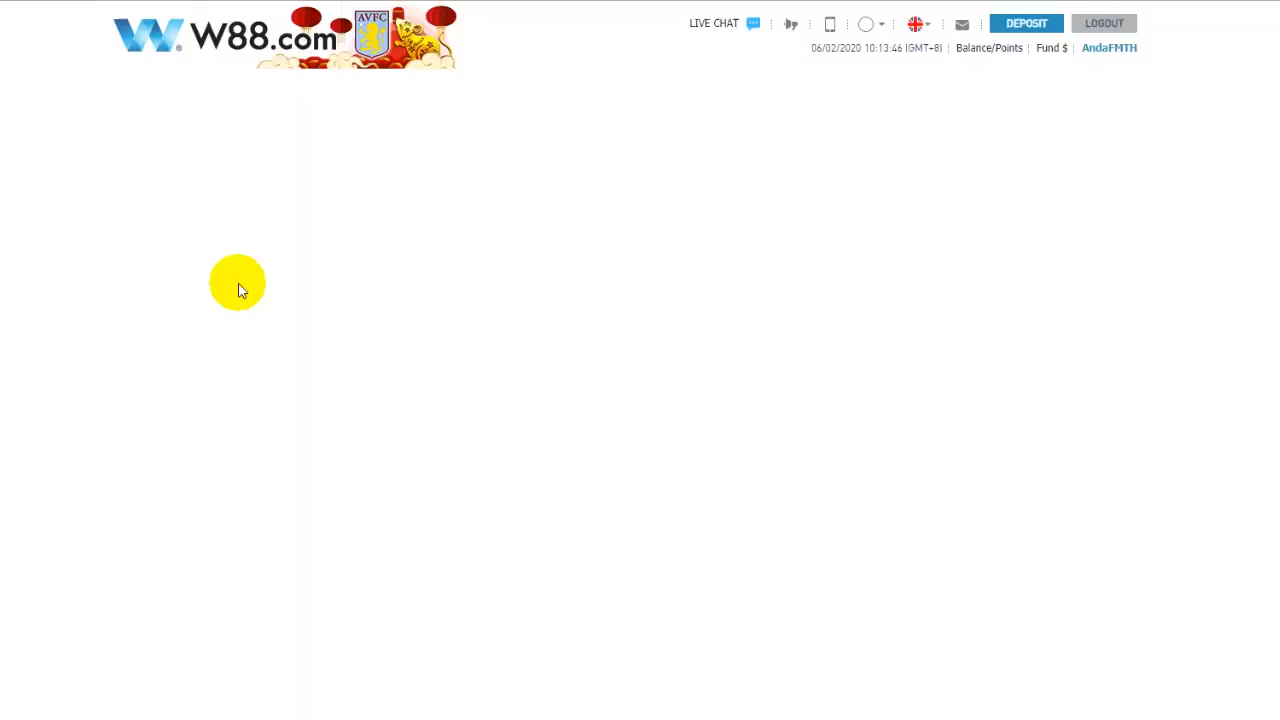 W88.com
AVFC
LIVE CHAT
DEPOSIT
LOGOUT
06/02/2020 10:13:46 (GMT+8)
Balance/Points
Fund $
AndaFMTH